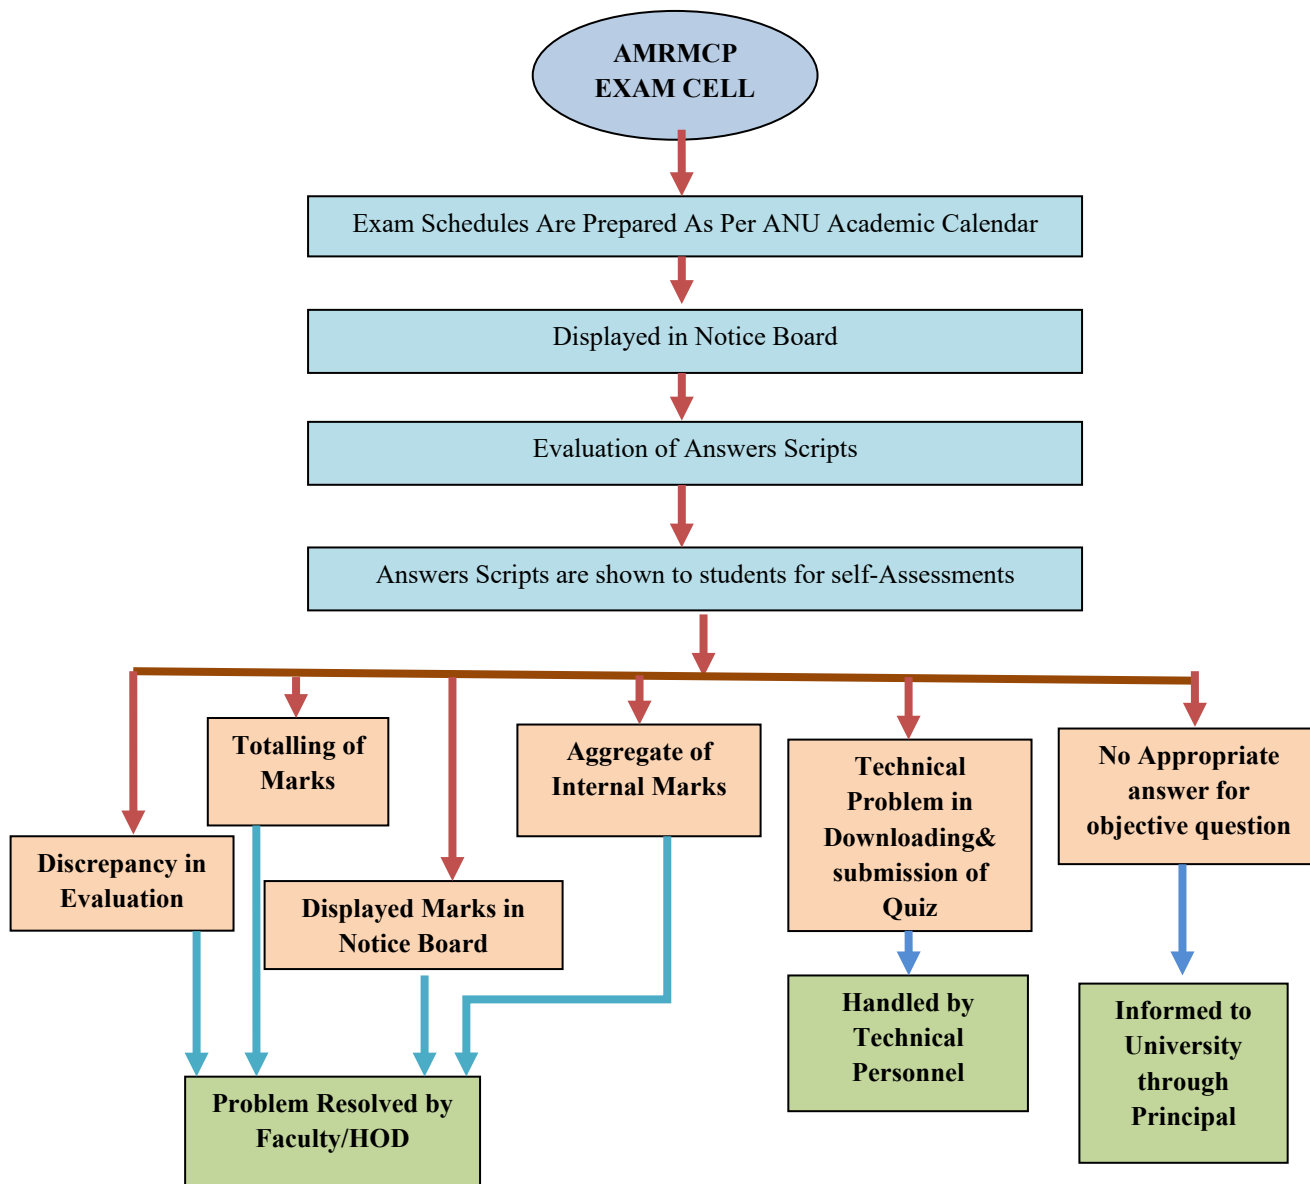 AMRMCP
EXAM CELL
Exam Schedules Are Prepared As Per ANU Academic Calendar
Displayed in Notice Board
Evaluation of Answers Scripts
Answers Scripts are shown to students for self-Assessments
Totalling of
Marks
Aggregate of
Internal Marks
Technical
Problem in
Downloading&
submission of
Quiz
No Appropriate
answer for
objective question
Discrepancy in
Evaluation
Displayed Marks in
Notice Board
Handled by
Technical
Personnel
Informed to
University
through
Principal
Problem Resolved by
Faculty/HOD